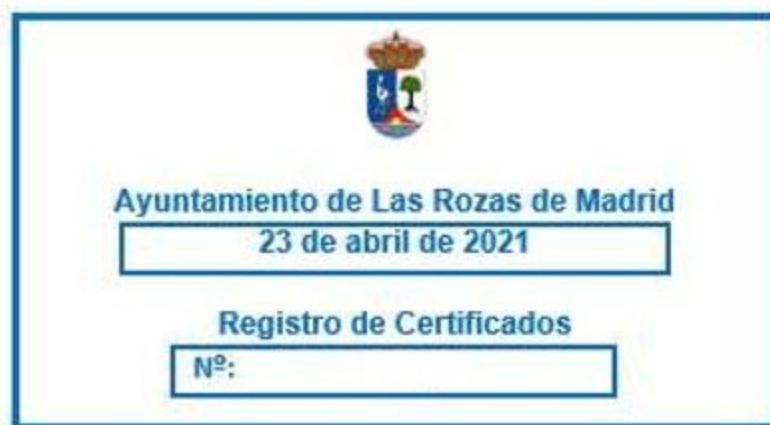 Ayuntamiento de Las Rozas de Madrid
23 de abril de 2021
Registro de Certificados
Nº: